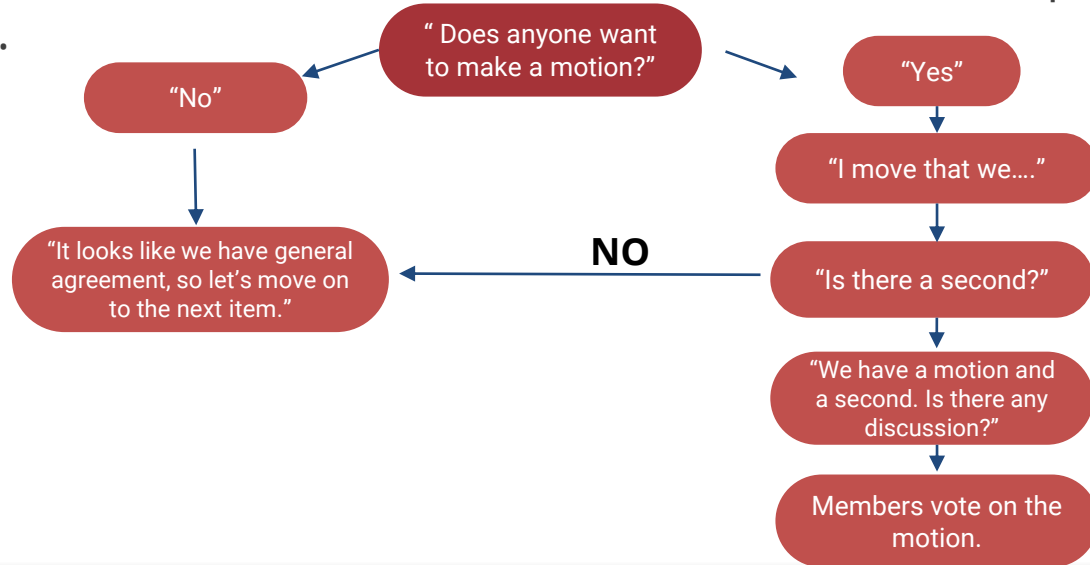 “ Does anyone want
to make a motion?”
“No”
“Yes”
“I move that we....”
“It looks like we have general
agreement, so let’s move on
to the next item.”
NO
“Is there a second?”
“We have a motion and
a second. Is there any
discussion?”
Members vote on the
motion.